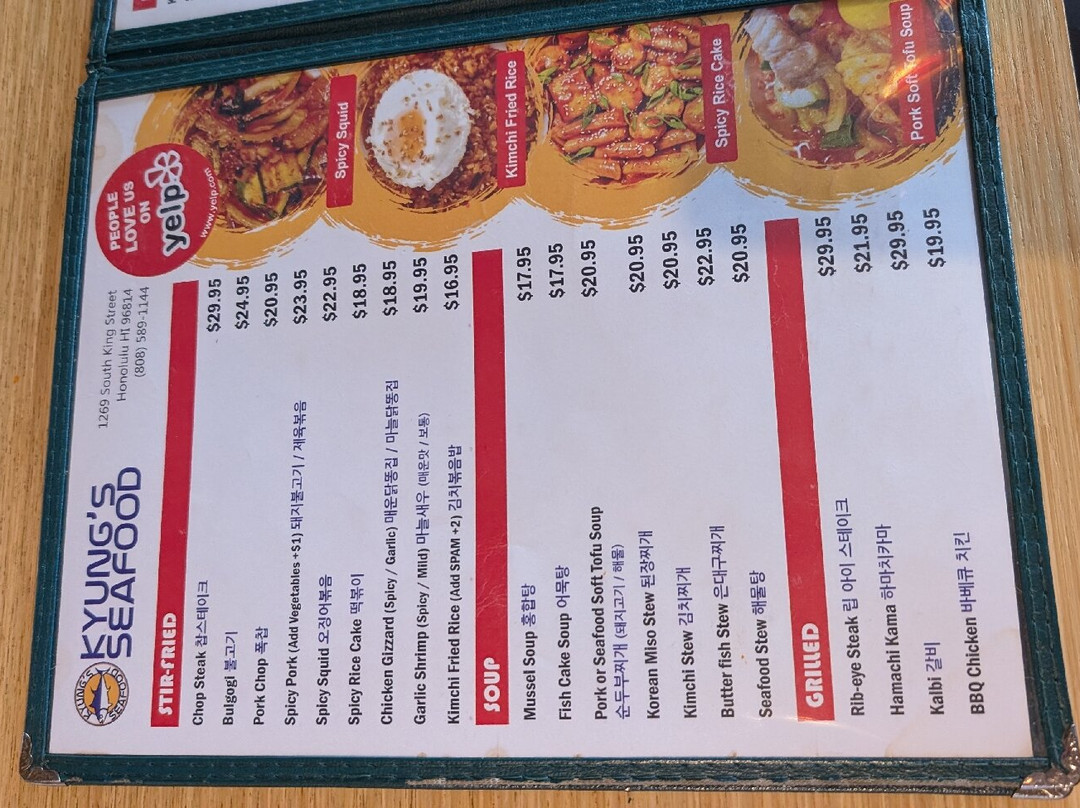 KYUNG'S
SEAFOOD
1269 South King Street
Honolulu HI 96814
(808) 589-1144
PEOPLE
LOVE US
ON
yelp
www.yelp.com
STIR-FRIED
Chop Steak 찹스테이크 $29.95
Bulgogi 불고기 $24.95
Pork Chop 폭찹 $20.95
Spicy Pork (Add Vegetables +$1) 돼지불고기 / 제육볶음 $23.95
Spicy Squid 오징어볶음 $22.95
Spicy Rice Cake 떡볶이 $18.95
Chicken Gizzard (Spicy / Garlic) 매운닭똥집 / 마늘닭똥집 $18.95
Garlic Shrimp (Spicy / Mild) 마늘새우 (매운맛 / 보통) $19.95
Kimchi Fried Rice (Add SPAM +2) 김치볶음밥 $16.95
SOUP
Mussel Soup 홍합탕 $17.95
Fish Cake Soup 어묵탕 $17.95
Pork or Seafood Soft Tofu Soup $20.95
순두부찌개 (돼지고기 / 해물)
Korean Miso Stew 된장찌개 $20.95
Kimchi Stew 김치찌개 $20.95
Butter fish Stew 은대구찌개 $22.95
Seafood Stew 해물탕 $20.95
GRILLED
Rib-eye Steak 립 아이 스테이크 $29.95
Hamachi Kama 하마치카마 $21.95
Kalbi 갈비 $29.95
BBQ Chicken 바베큐 치킨 $19.95
Spicy Squid
Kimchi Fried Rice
Spicy Rice Cake
Pork Soft Tofu Soup